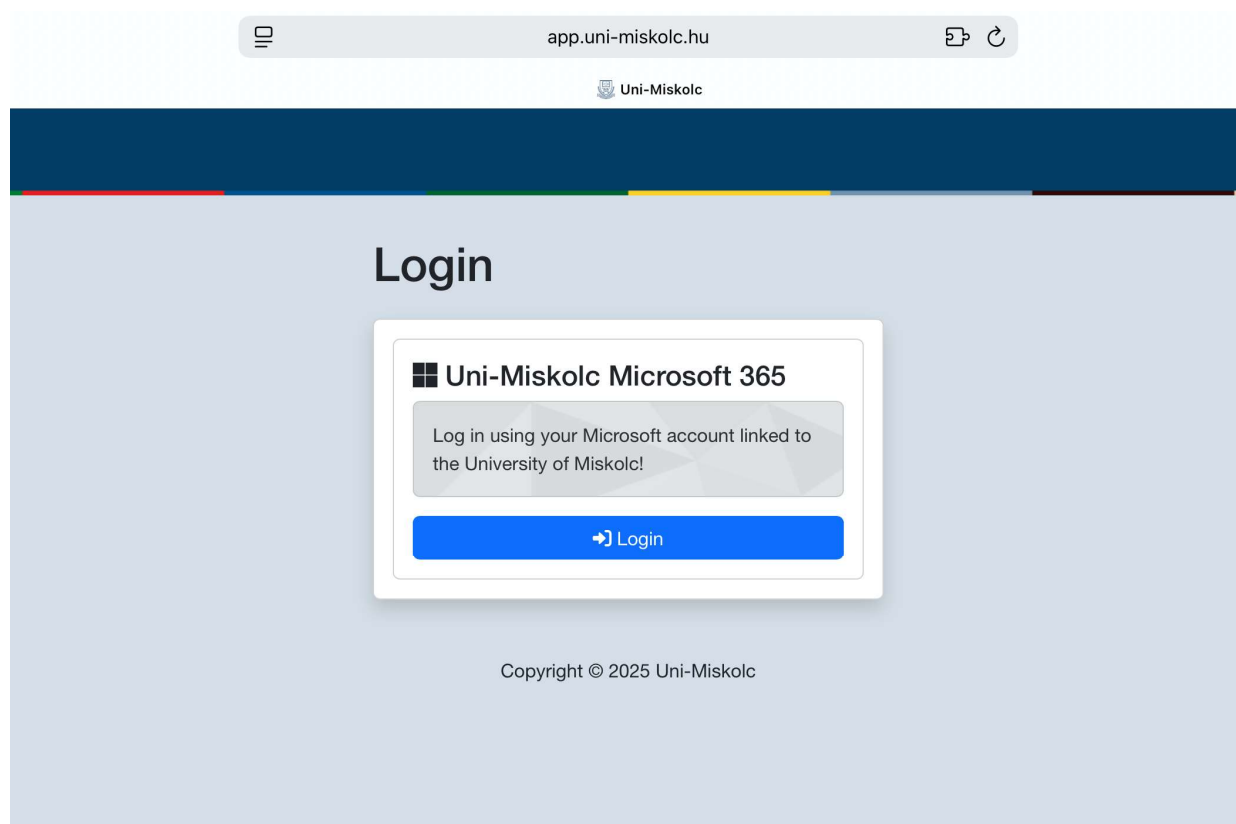 app.uni-miskolc.hu
Uni-Miskolc
Login
Uni-Miskolc Microsoft 365
Log in using your Microsoft account linked to
the University of Miskolc!
Login
Copyright © 2025 Uni-Miskolc